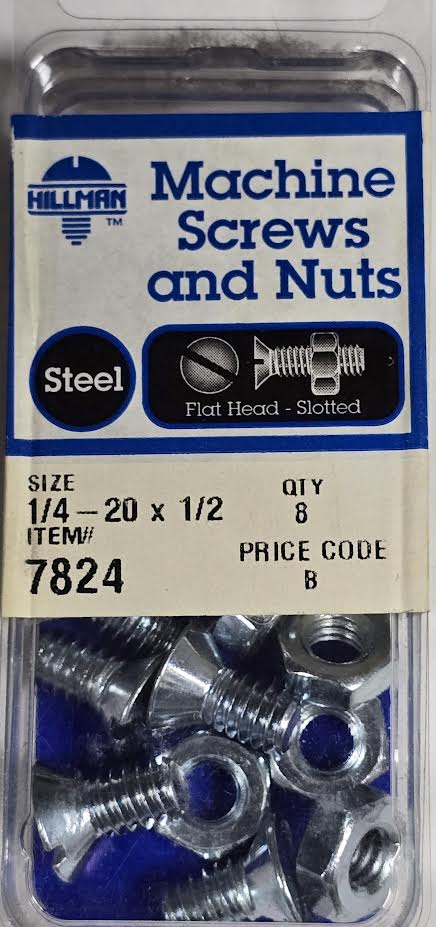 HILLMAN
TM
Machine
Screws
and Nuts
Steel
Flat Head - Slotted
SIZE
1/4 – 20 x 1/2
ITEM#
7824
QTY
8
PRICE CODE
B